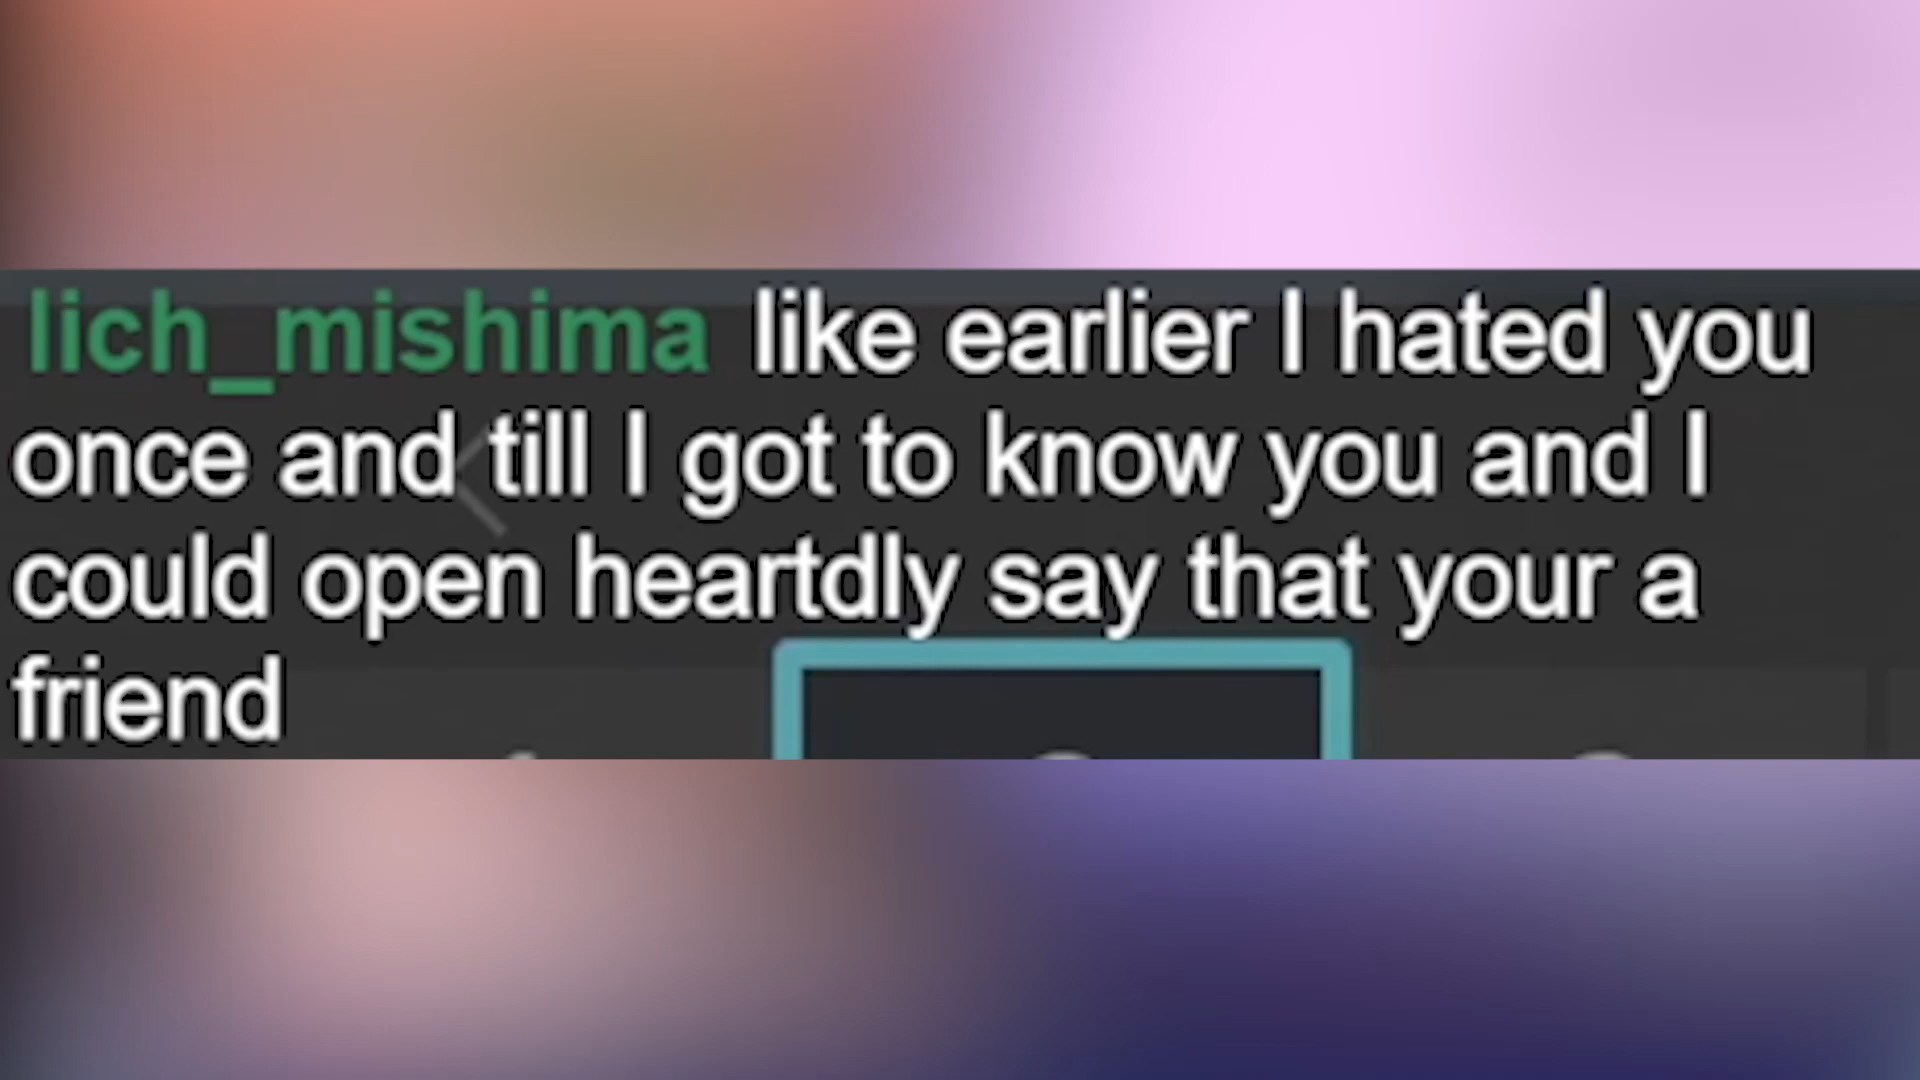 lich_mishima like earlier I hated you
once and till I got to know you and I
could open heartdly say that your a
friend